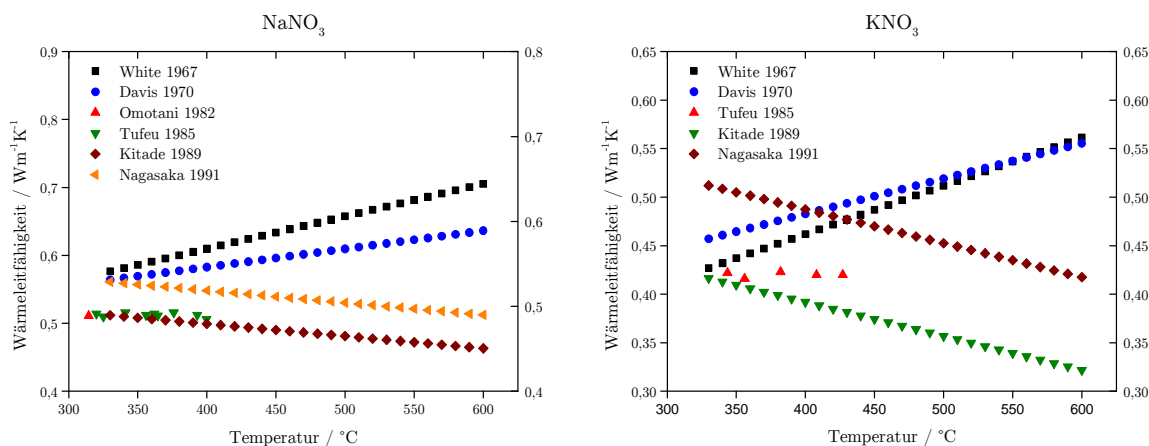 NaNO₃
0,9
0,8
0,7
0,6
0,5
0,4
0,8
0,7
0,6
0,5
0,4
White 1967
Davis 1970
Omotani 1982
Tufeu 1985
Kitade 1989
Nagasaka 1991
Wärmeleitfähigkeit / Wm⁻¹K⁻¹
300 350 400 450 500 550 600
Temperatur / °C
KNO₃
0,65
0,60
0,55
0,50
0,45
0,40
0,35
0,30
0,65
0,60
0,55
0,50
0,45
0,40
0,35
0,30
White 1967
Davis 1970
Tufeu 1985
Kitade 1989
Nagasaka 1991
Wärmeleitfähigkeit / Wm⁻¹K⁻¹
300 350 400 450 500 550 600
Temperatur / °C